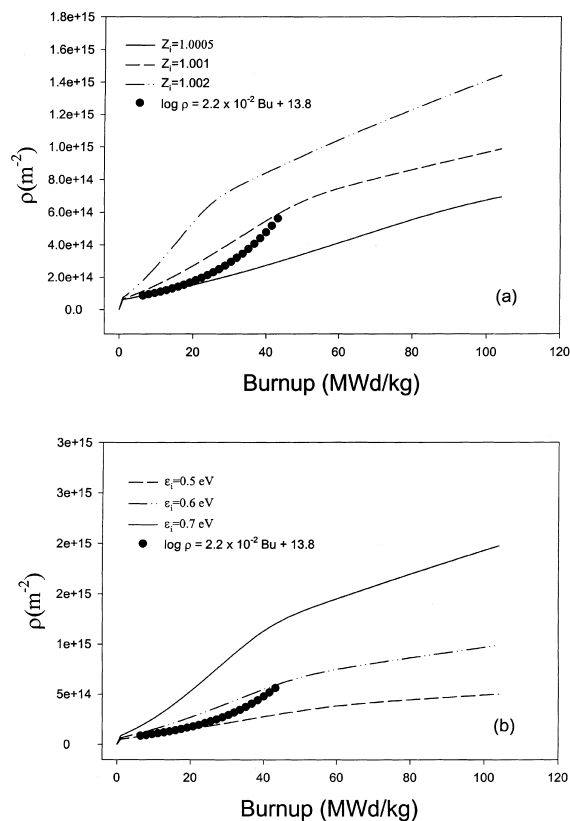 1.8e+15
1.6e+15
1.4e+15
1.2e+15
1.0e+15
8.0e+14
6.0e+14
4.0e+14
2.0e+14
0.0
ρ(m⁻²)
Zᵢ=1.0005
Zᵢ=1.001
Zᵢ=1.002
log ρ = 2.2 x 10⁻² Bu + 13.8
(a)
0 20 40 60 80 100 120
Burnup (MWd/kg)
3e+15
3e+15
2e+15
2e+15
1e+15
5e+14
0
ρ(m⁻²)
εᵢ=0.5 eV
εᵢ=0.6 eV
εᵢ=0.7 eV
log ρ = 2.2 x 10⁻² Bu + 13.8
(b)
0 20 40 60 80 100 120
Burnup (MWd/kg)